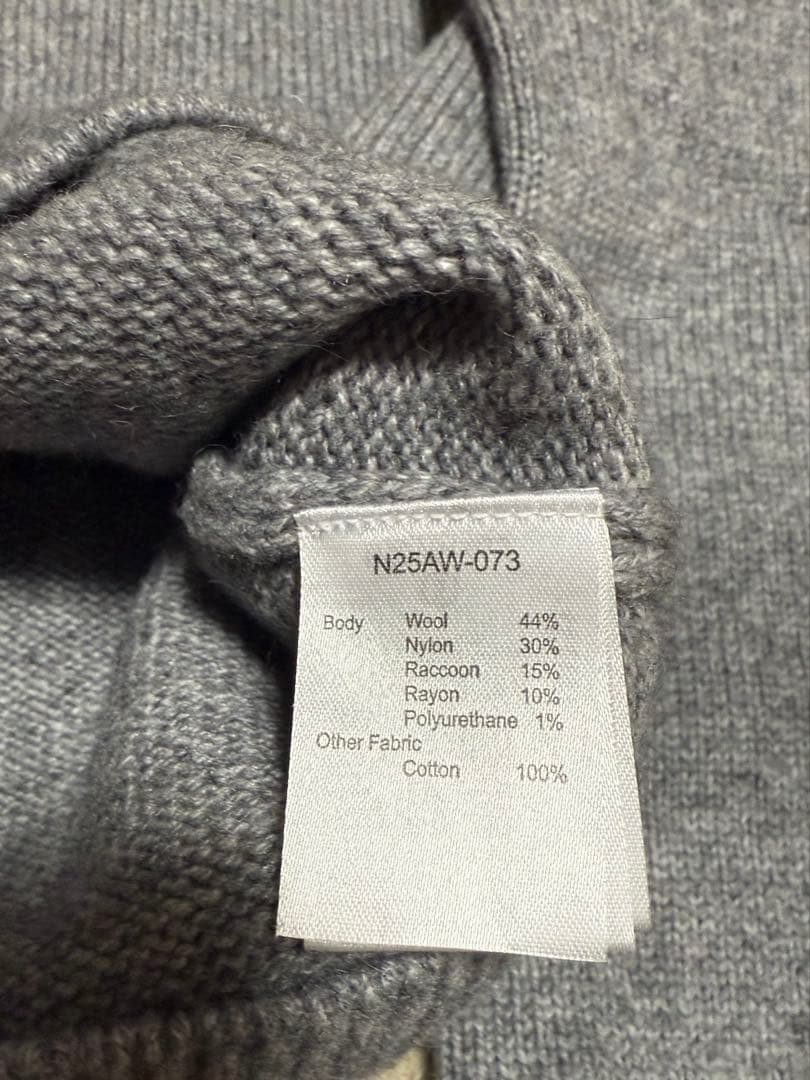 N25AW-073
Body Wool 44%
Nylon 30%
Raccoon 15%
Rayon 10%
Polyurethane 1%
Other Fabric
Cotton 100%